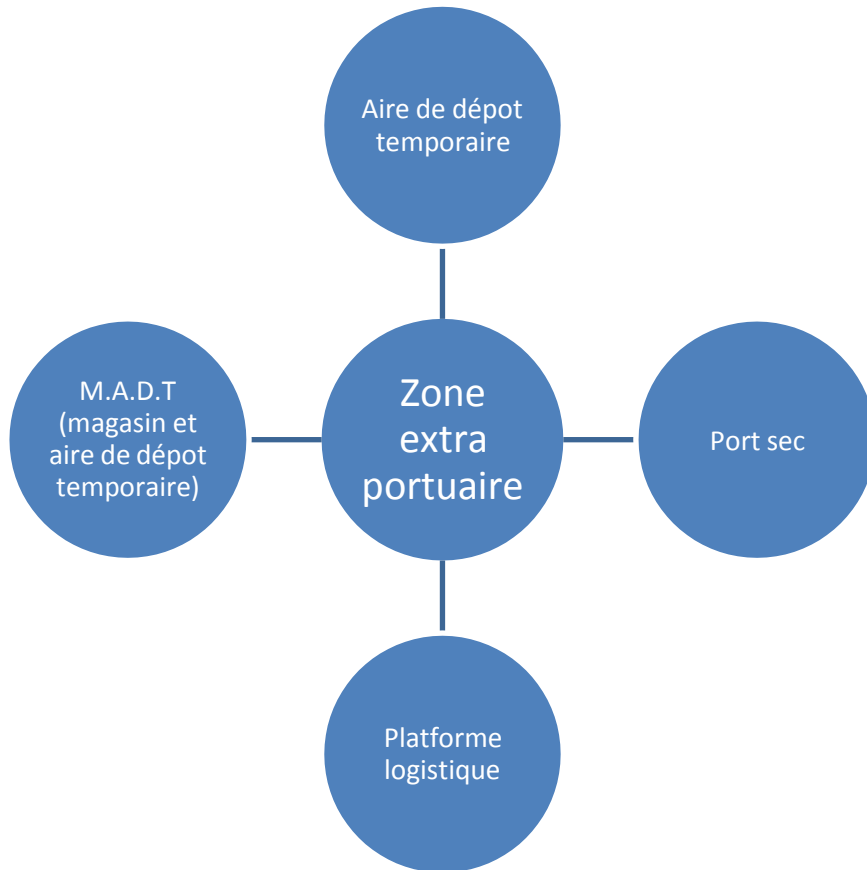 Aire de dépot
temporaire
M.A.D.T
(magasin et
aire de dépot
temporaire)
Zone
extra
portuaire
Port sec
Platforme
logistique